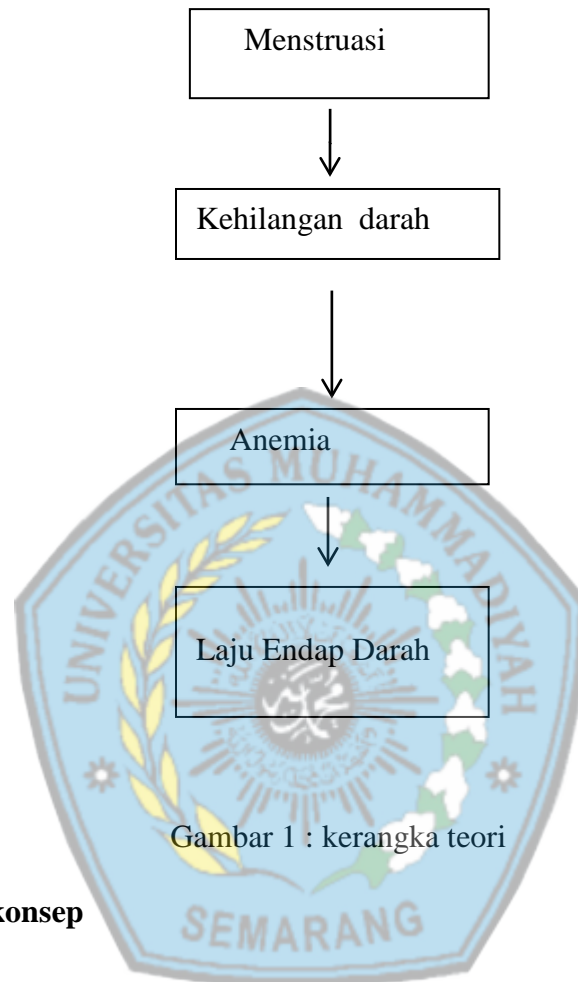 Menstruasi
Kehilangan darah
Anemia
Laju Endap Darah
Gambar 1 : kerangka teori
konsep
UNIVERSITAS MUHAMMADIYAH
SEMARANG